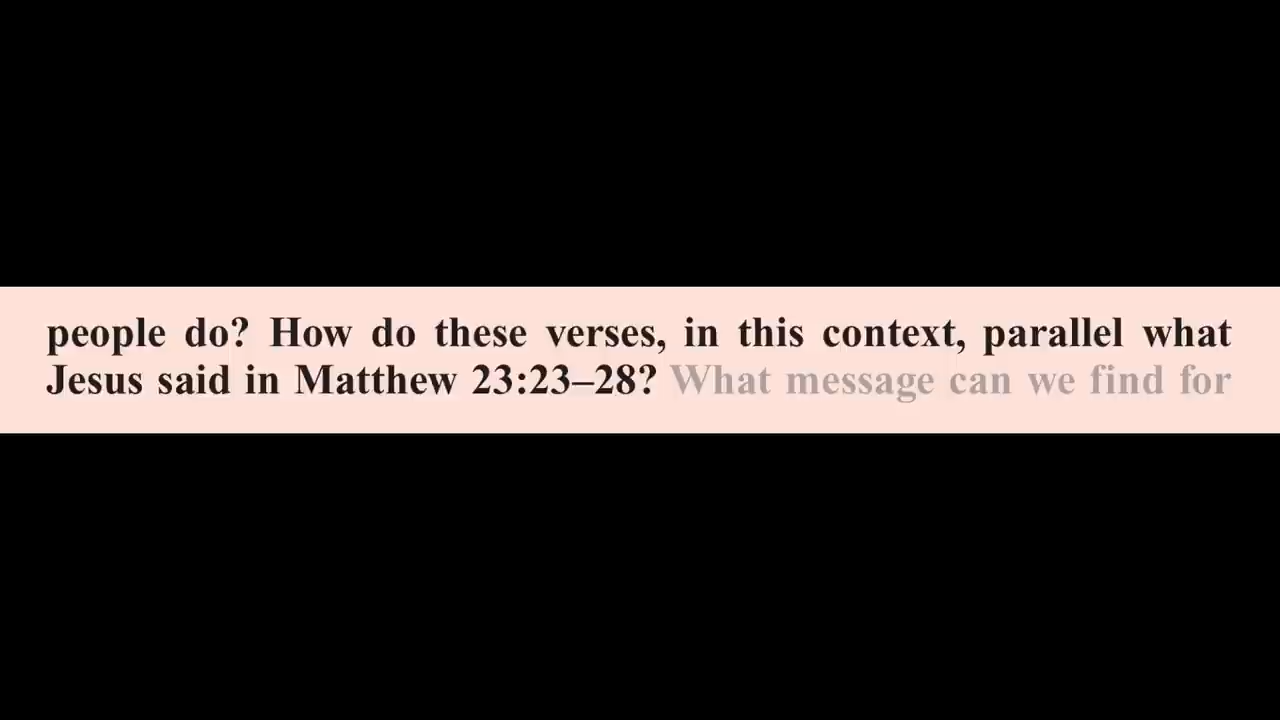 people do? How do these verses, in this context, parallel what
Jesus said in Matthew 23:23–28? What message can we find for